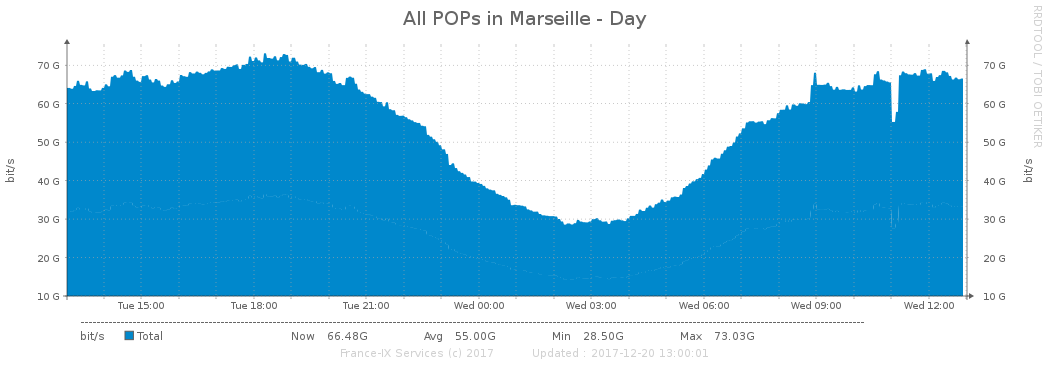 All POPs in Marseille - Day
RRDTOOL / TOBI OETIKER
bit/s
70 G 70 G
60 G 60 G
50 G 50 G
40 G 40 G
30 G 30 G
20 G 20 G
10 G 10 G
bit/s
Tue 15:00 Tue 18:00 Tue 21:00 Wed 00:00 Wed 03:00 Wed 06:00 Wed 09:00 Wed 12:00
bit/s Total Now 66.48G Avg 55.00G Min 28.50G Max 73.03G
France-IX Services (c) 2017 Updated : 2017-12-20 13:00:01